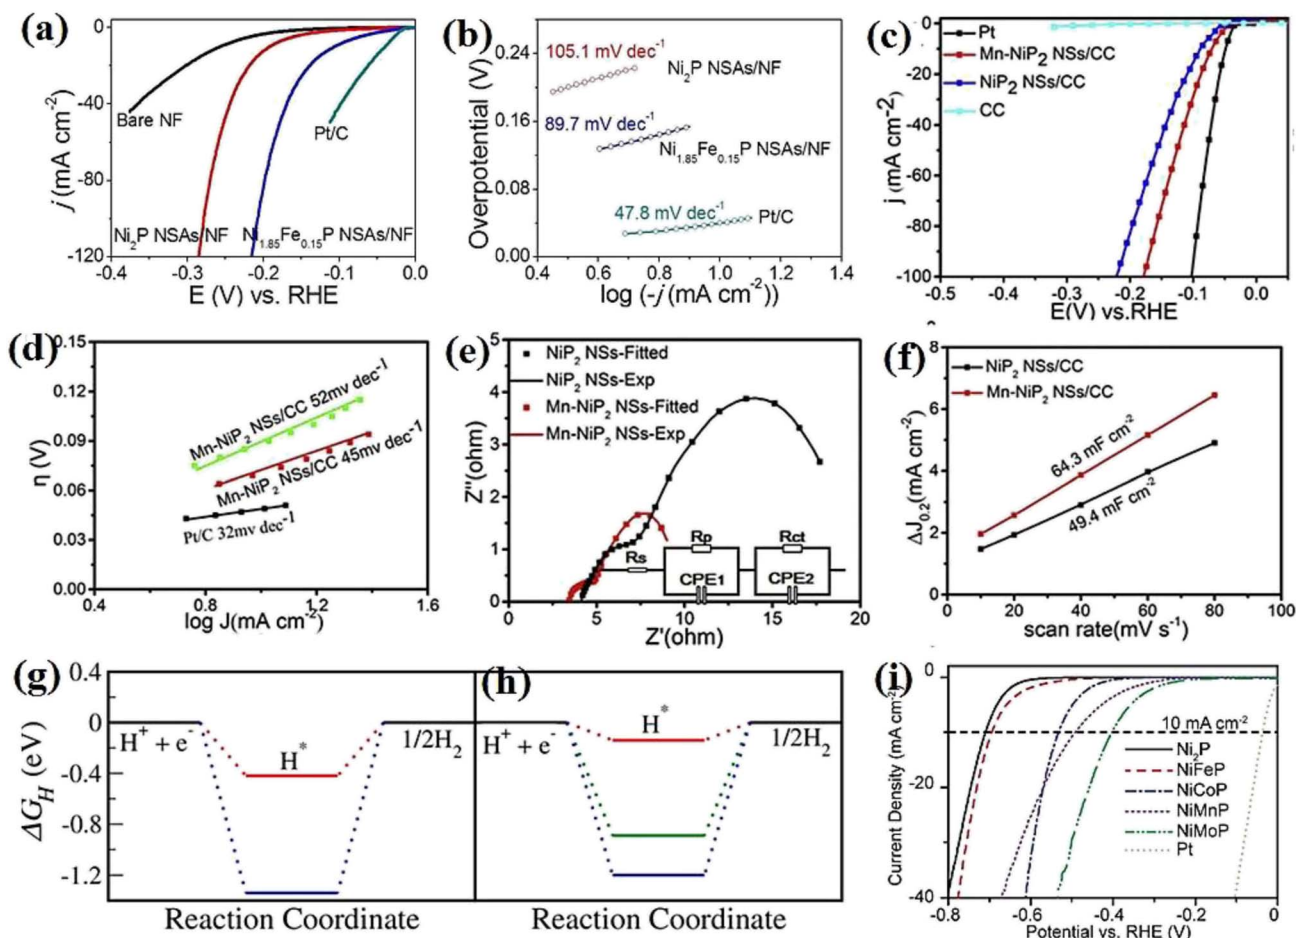 (a)
0
-40
-80
-120
j (mA cm⁻²)
Bare NF
Pt/C
Ni₂P NSAs/NF
Ni₁.₈₅Fe₀.₁₅P NSAs/NF
-0.4 -0.3 -0.2 -0.1 0.0
E (V) vs. RHE
(b)
0.24
0.16
0.08
0.00
Overpotential (V)
105.1 mV dec⁻¹
Ni₂P NSAs/NF
89.7 mV dec⁻¹
Ni₁.₈₅Fe₀.₁₅P NSAs/NF
47.8 mV dec⁻¹
Pt/C
0.4 0.6 0.8 1.0 1.2 1.4
log (-j (mA cm⁻²))
(c)
0
-20
-40
-60
-80
-100
j (mA cm⁻²)
Pt
Mn-NiP₂ NSs/CC
NiP₂ NSs/CC
CC
-0.5 -0.4 -0.3 -0.2 -0.1 0.0
E(V) vs.RHE
(d)
0.15
0.12
0.09
0.06
0.03
0.00
η (V)
Mn-NiP₂ NSs/CC 52mv dec⁻¹
Mn-NiP₂ NSs/CC 45mv dec⁻¹
Pt/C 32mv dec⁻¹
0.4 0.8 1.2 1.6
log J(mA cm⁻²)
(e)
5
4
3
2
1
0
Z''(ohm)
NiP₂ NSs-Fitted
NiP₂ NSs-Exp
Mn-NiP₂ NSs-Fitted
Mn-NiP₂ NSs-Exp
Rs
Rp
CPE1
Rct
CPE2
0 5 10 15 20
Z'(ohm)
(f)
8
6
4
2
0
ΔJ₀.₂(mA cm⁻²)
NiP₂ NSs/CC
Mn-NiP₂ NSs/CC
64.3 mF cm⁻²
49.4 mF cm⁻²
0 20 40 60 80 100
scan rate(mV s⁻¹)
(g)
0.4
0
-0.4
-0.8
-1.2
ΔG_H (eV)
H⁺ + e⁻
H*
1/2H₂
Reaction Coordinate
(h)
H⁺ + e
H*
1/2H₂
Reaction Coordinate
(i)
0
-20
-40
Current Density (mA cm⁻²)
10 mA cm⁻²
Ni₂P
NiFeP
NiCoP
NiMnP
NiMoP
Pt
-0.8 -0.6 -0.4 -0.2 0
Potential vs. RHE (V)